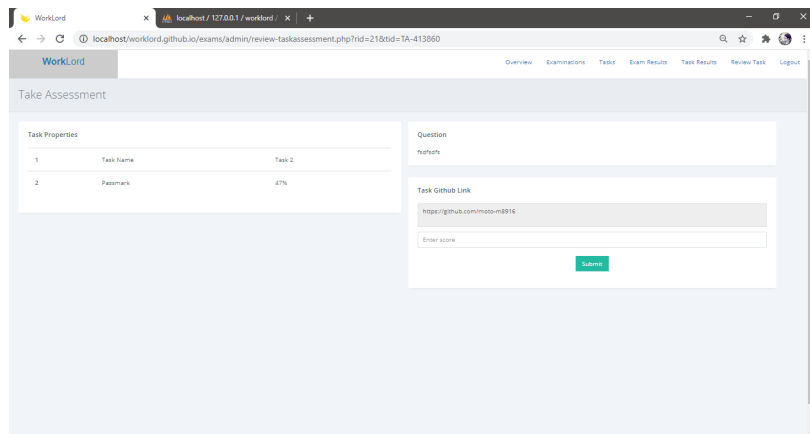 WorkLord
localhost / 127.0.0.1 / worklord /
localhost/worklord.github.io/exams/admin/review-taskassessment.php?rid=21&tid=TA-413860
WorkLord
Overview Examinations Tasks Exam Results Task Results Review Task Logout
Take Assessment
Task Properties
1 Task Name Task 2
2 Passmark 47%
Question
Task Github Link
https://github.com/moto-m8916
Enter score
Submit